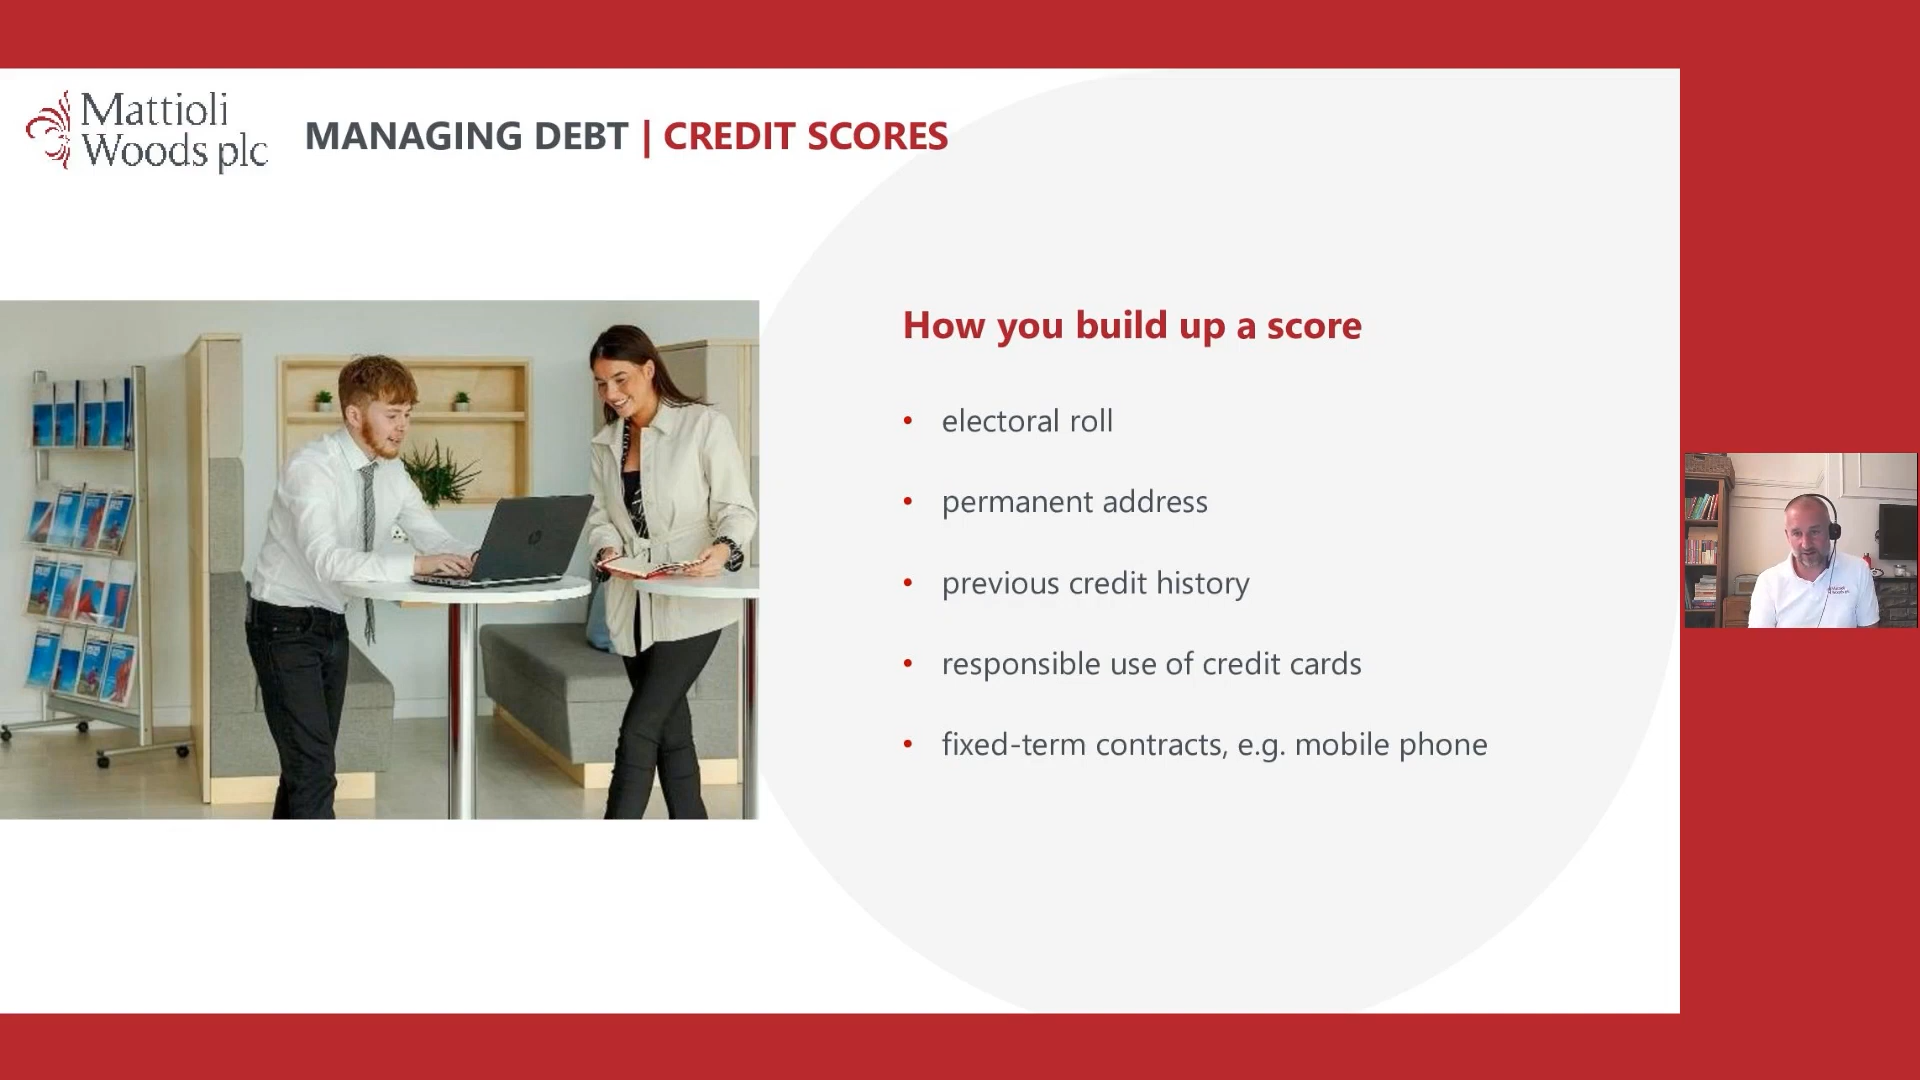 Mattioli
Woods plc
MANAGING DEBT | CREDIT SCORES
How you build up a score
• electoral roll
• permanent address
• previous credit history
• responsible use of credit cards
• fixed-term contracts, e.g. mobile phone